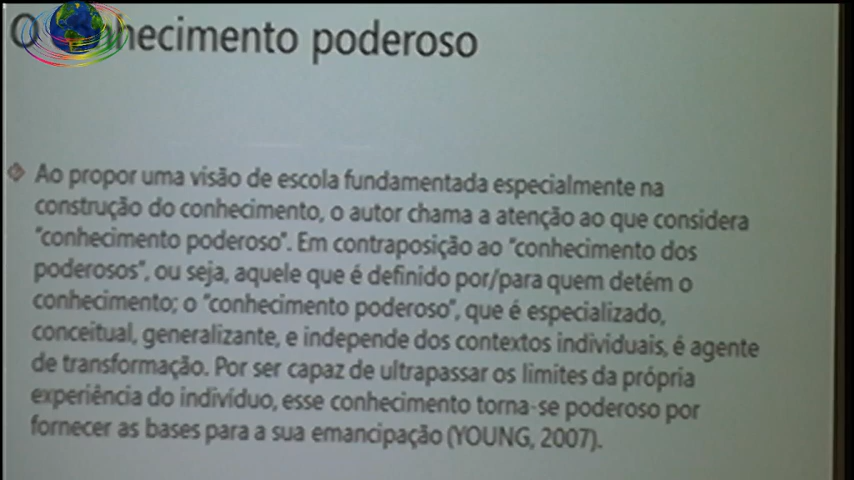 O conhecimento poderoso
Ao propor uma visão de escola fundamentada especialmente na
construção do conhecimento, o autor chama a atenção ao que considera
"conhecimento poderoso". Em contraposição ao "conhecimento dos
poderosos", ou seja, aquele que é definido por/para quem detém o
conhecimento; o "conhecimento poderoso", que é especializado,
conceitual, generalizante, e independe dos contextos individuais, é agente
de transformação. Por ser capaz de ultrapassar os limites da própria
experiência do indivíduo, esse conhecimento torna-se poderoso por
fornecer as bases para a sua emancipação (YOUNG, 2007).